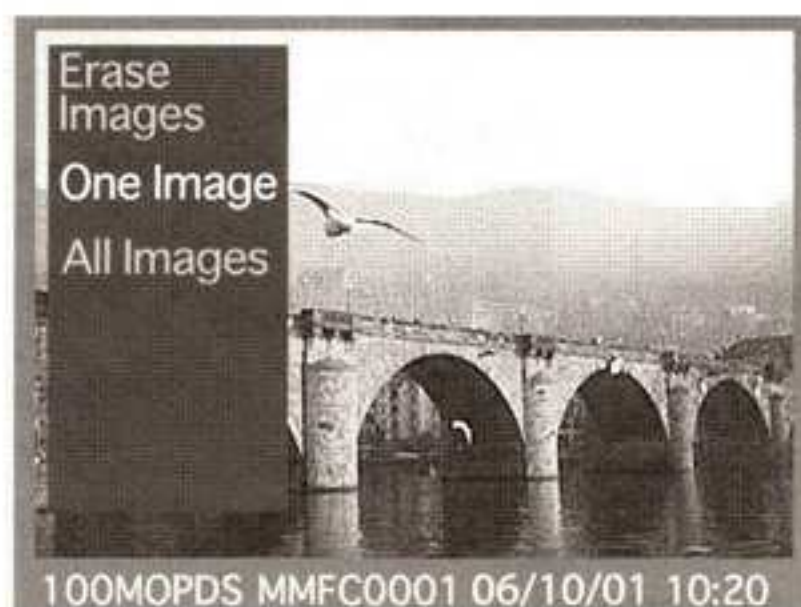 Erase
Images
One Image
All Images
100MOPDS MMFC0001 06/10/01 10:20